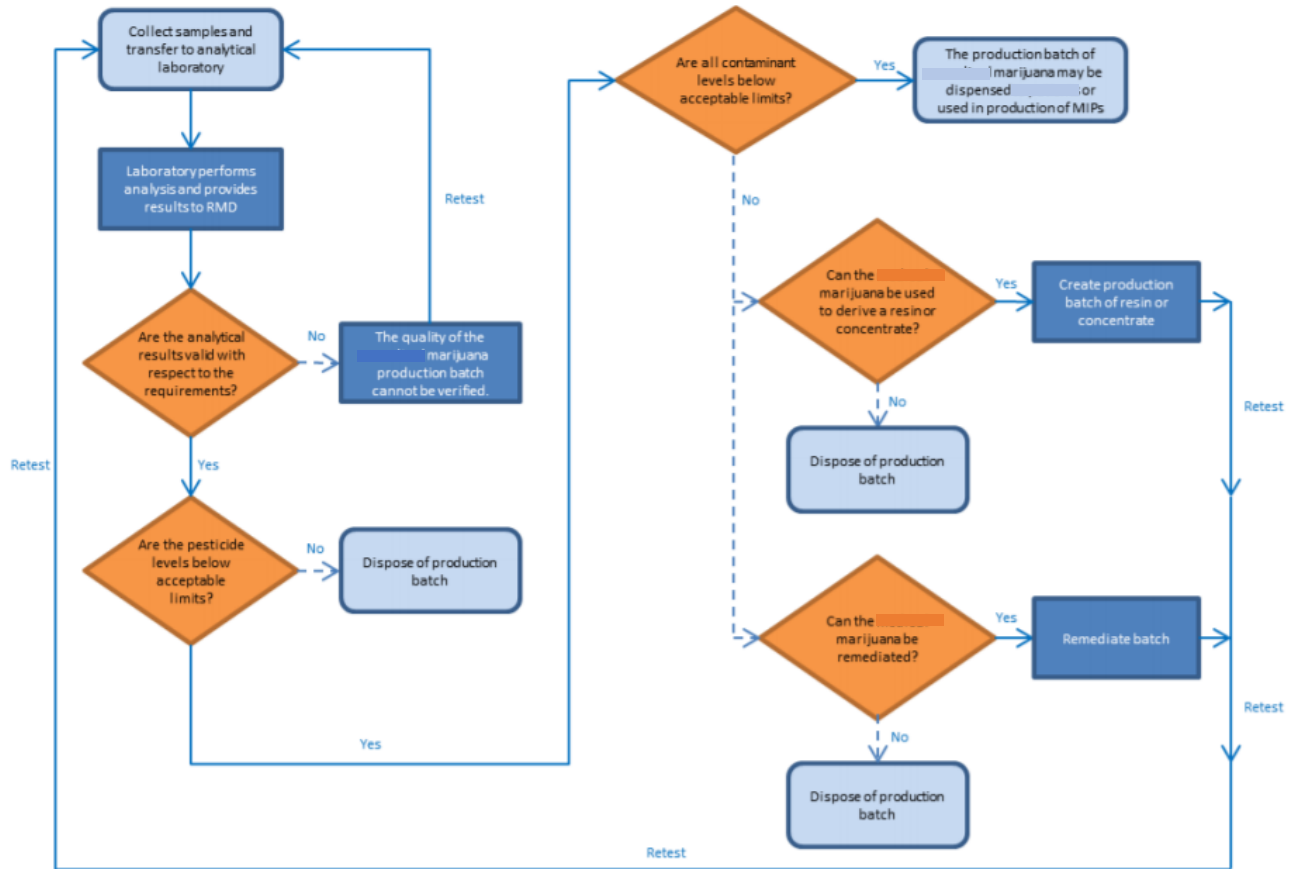 Collect samples and
transfer to analytical
laboratory
Laboratory performs
analysis and provides
results to RMD
Retest
Are the analytical
results valid with
respect to the
requirements?
No
The quality of the
marijuana
production batch
cannot be verified.
Retest
Yes
Are the pesticide
levels below
acceptable
limits?
No
Dispose of production
batch
Yes
Are all contaminant
levels below
acceptable limits?
Yes
The production batch of
marijuana may be
dispensed or
used in production of MIPs
No
Can the
marijuana be used
to derive a resin or
concentrate?
Yes
Create production
batch of resin or
concentrate
Retest
No
Dispose of production
batch
Can the
marijuana be
remediated?
Yes
Remediate batch
Retest
No
Dispose of production
batch
Retest